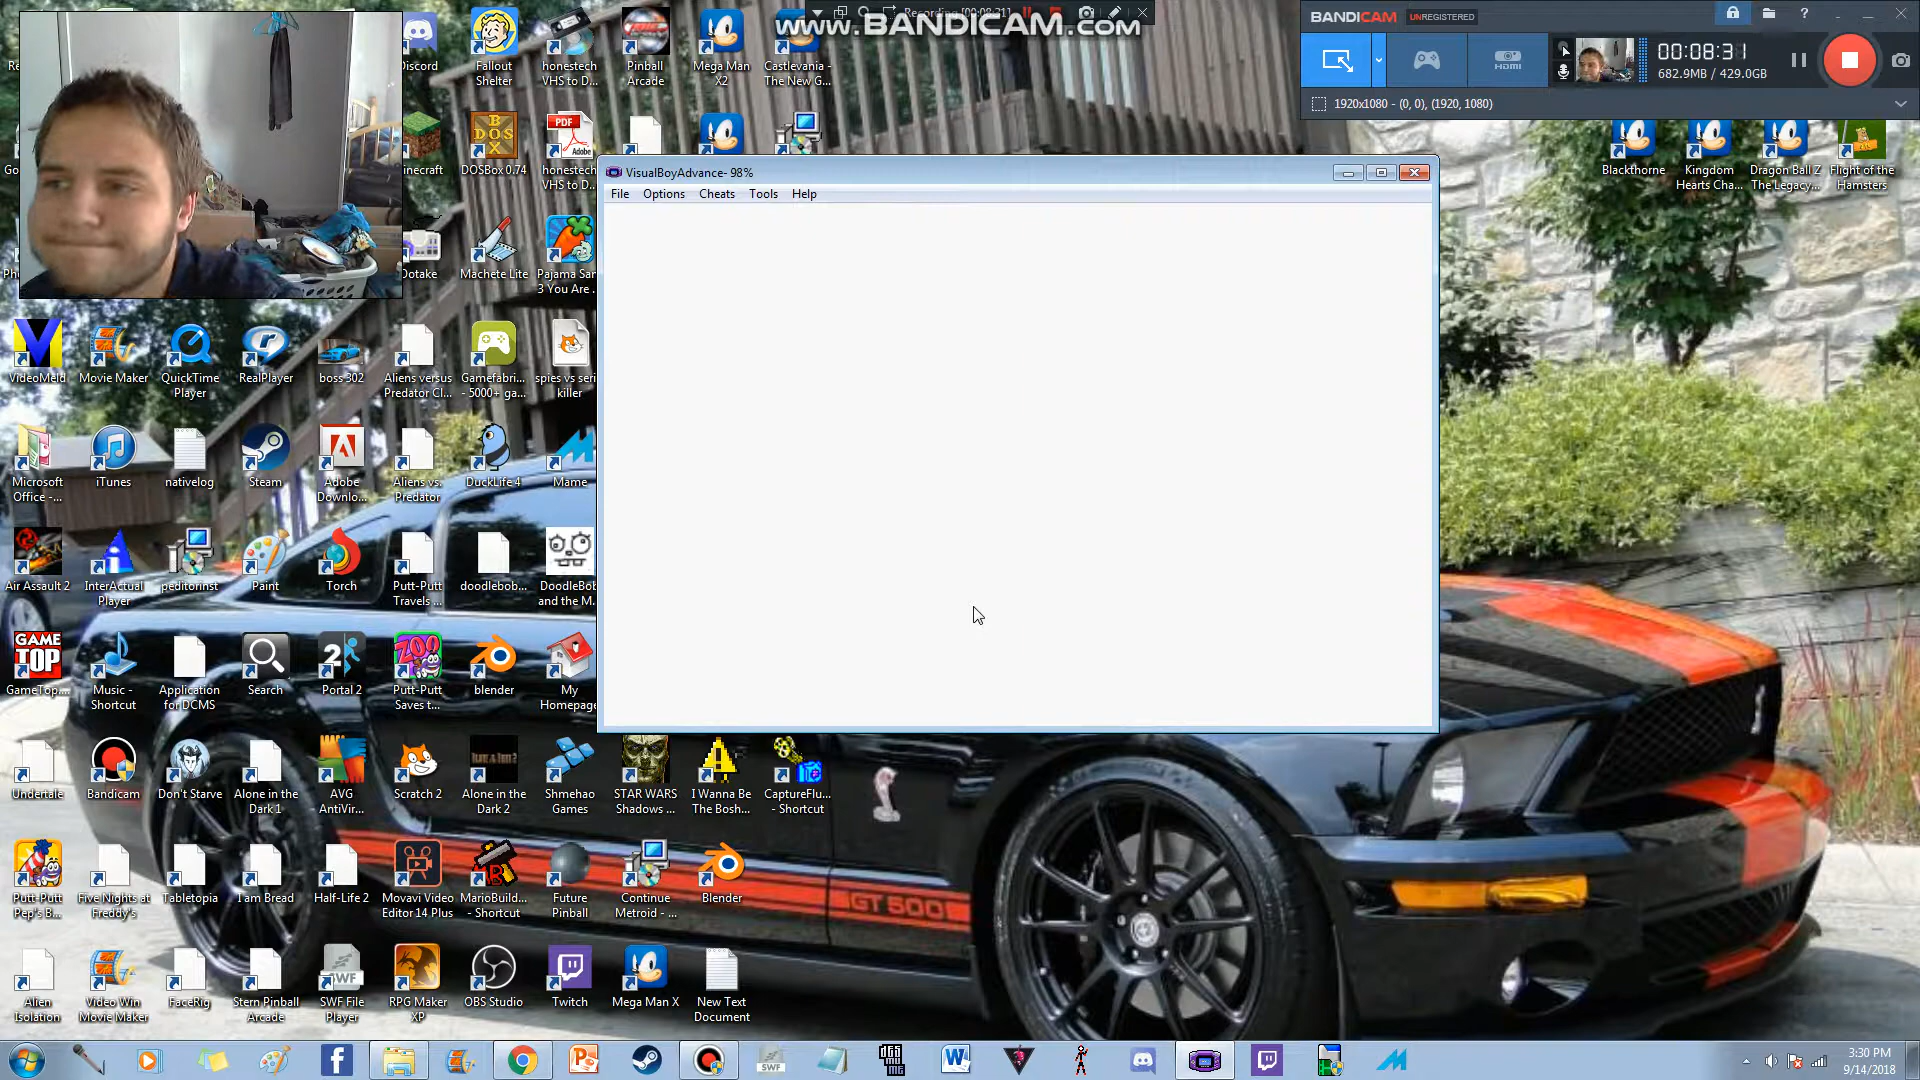 Recording [00:08:31]
www.BANDICAM.com
BANDICAM UNREGISTERED
00:08:31
682.9MB / 429.0GB
HDMI
1920x1080 - (0, 0), (1920, 1080)
Discord
Fallout Shelter
honestech VHS to D...
Pinball Arcade
Mega Man X2
Castlevania - The New G...
DOSBox 0.74
honestech VHS to D...
Blackthorne
Kingdom Hearts Cha...
Dragon Ball Z The Legacy...
Flight of the Hamsters
VisualBoyAdvance- 98%
File Options Cheats Tools Help
Machete Lite
Pajama Sam 3 You Are ...
VideoMeld
Movie Maker
QuickTime Player
RealPlayer
boss 302
Aliens versus Predator Cl...
Gamefabri... - 5000+ ga...
spies vs seri killer
Microsoft Office - ...
iTunes
nativelog
Steam
Adobe Downlo...
Aliens vs. Predator
DuckLife 4
Mame
Air Assault 2
InterActual Player
peditorinst
Paint
Torch
Putt-Putt Travels ...
doodlebob...
DoodleBob and the M...
GAME TOP
GameTop....
Music - Shortcut
Application for DCMS
Search
Portal 2
Putt-Putt Saves t...
blender
My Homepage
Undertale
Bandicam
Don't Starve
Alone in the Dark 1
AVG AntiVir...
Scratch 2
Alone in the Dark 2
Shmehao Games
STAR WARS Shadows ...
I Wanna Be The Bosh...
CaptureFlu... - Shortcut
Putt-Putt Pep's B...
Five Nights at Freddy's
Tabletopia
I am Bread
Half-Life 2
Movavi Video Editor 14 Plus
MarioBuild... - Shortcut
Future Pinball
Continue Metroid - ...
Blender
GT 500
Alien Isolation
Video Win Movie Maker
FaceRig
Stern Pinball Arcade
SWF File Player
RPG Maker XP
OBS Studio
Twitch
Mega Man X
New Text Document
3:30 PM
9/14/2018